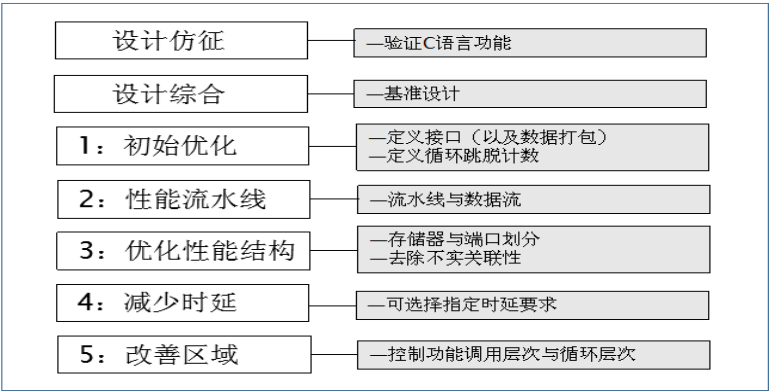 设计仿征
—验证C语言功能
设计综合
—基准设计
1：初始优化
—定义接口（以及数据打包）
—定义循环跳脱计数
2：性能流水线
—流水线与数据流
3：优化性能结构
—存储器与端口划分
—去除不实关联性
4：减少时延
—可选择指定时延要求
5：改善区域
—控制功能调用层次与循环层次